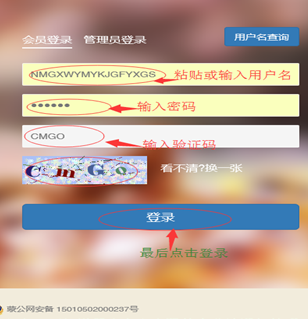 会员登录 管理员登录 用户名查询
NMGXWYMYKJGFYXGS 粘贴或输入用户名
●●●●●● 输入密码
CMGO 输入验证码
CmGo 看不清?换一张
登录
最后点击登录
蒙公网安备 15010502000237号